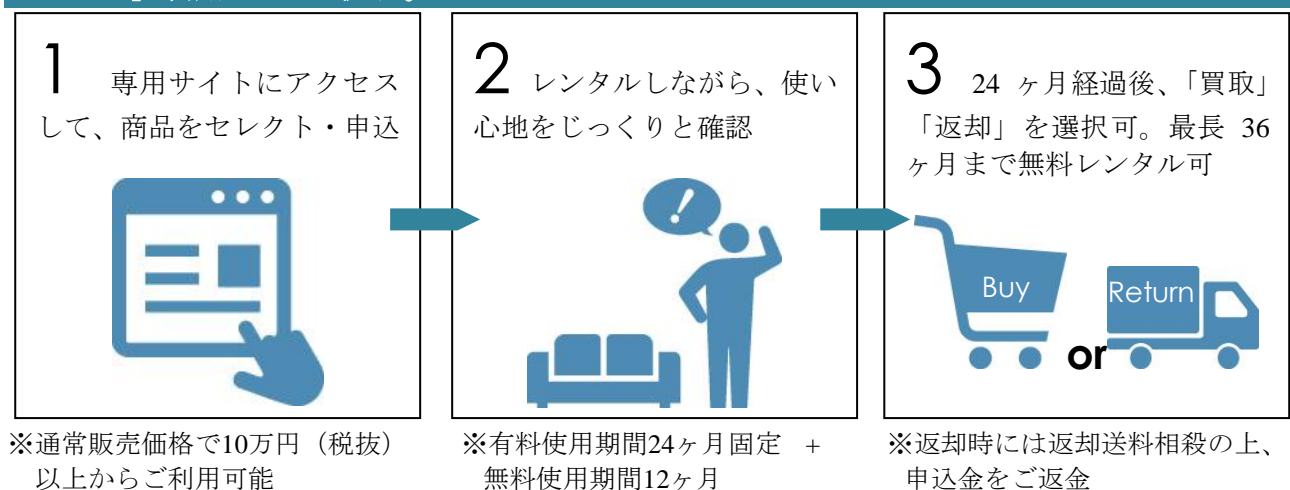 1 専用サイトにアクセス
して、商品をセレクト・申込
2 レンタルしながら、使い
心地をじっくりと確認
3 24 ヶ月経過後、「買取」
「返却」を選択可。最長 36
ヶ月まで無料レンタル可
!
Buy
or
Return
※通常販売価格で10万円（税抜）
以上からご利用可能
※有料使用期間24ヶ月固定 +
無料使用期間12ヶ月
※返却時には返却送料相殺の上、
申込金をご返金